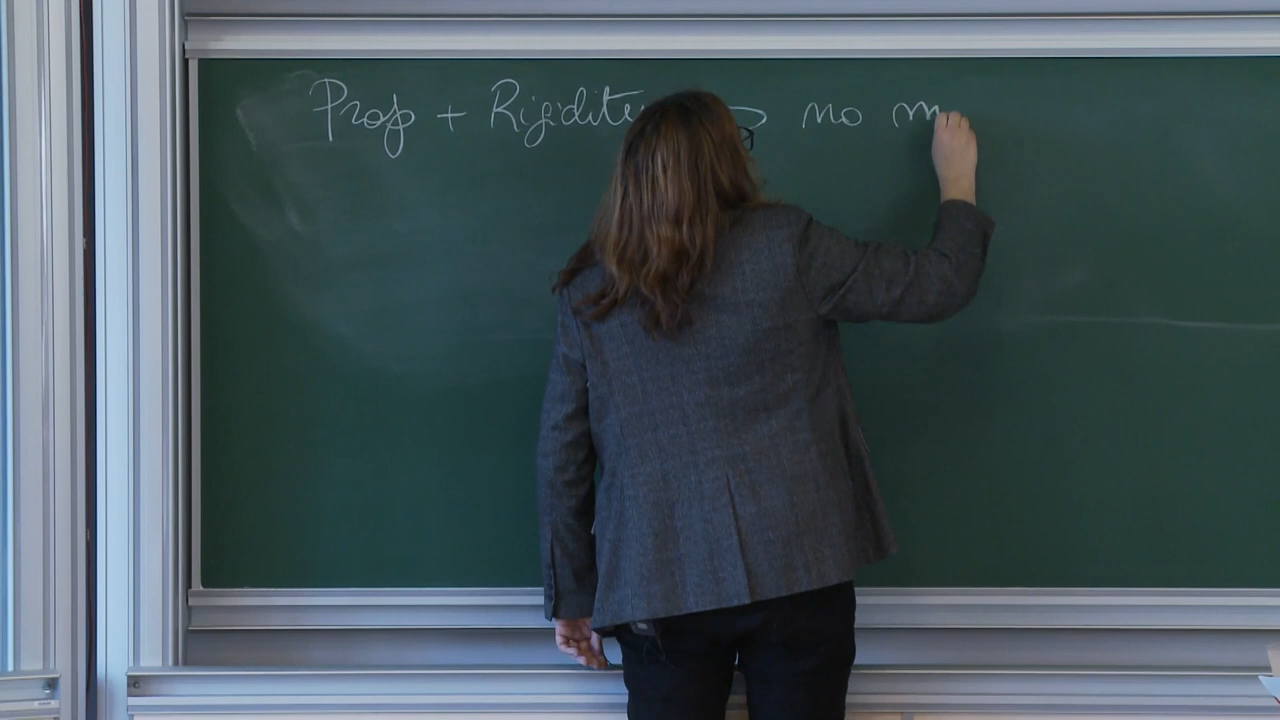 Prop + Rigidite ⊃ no m